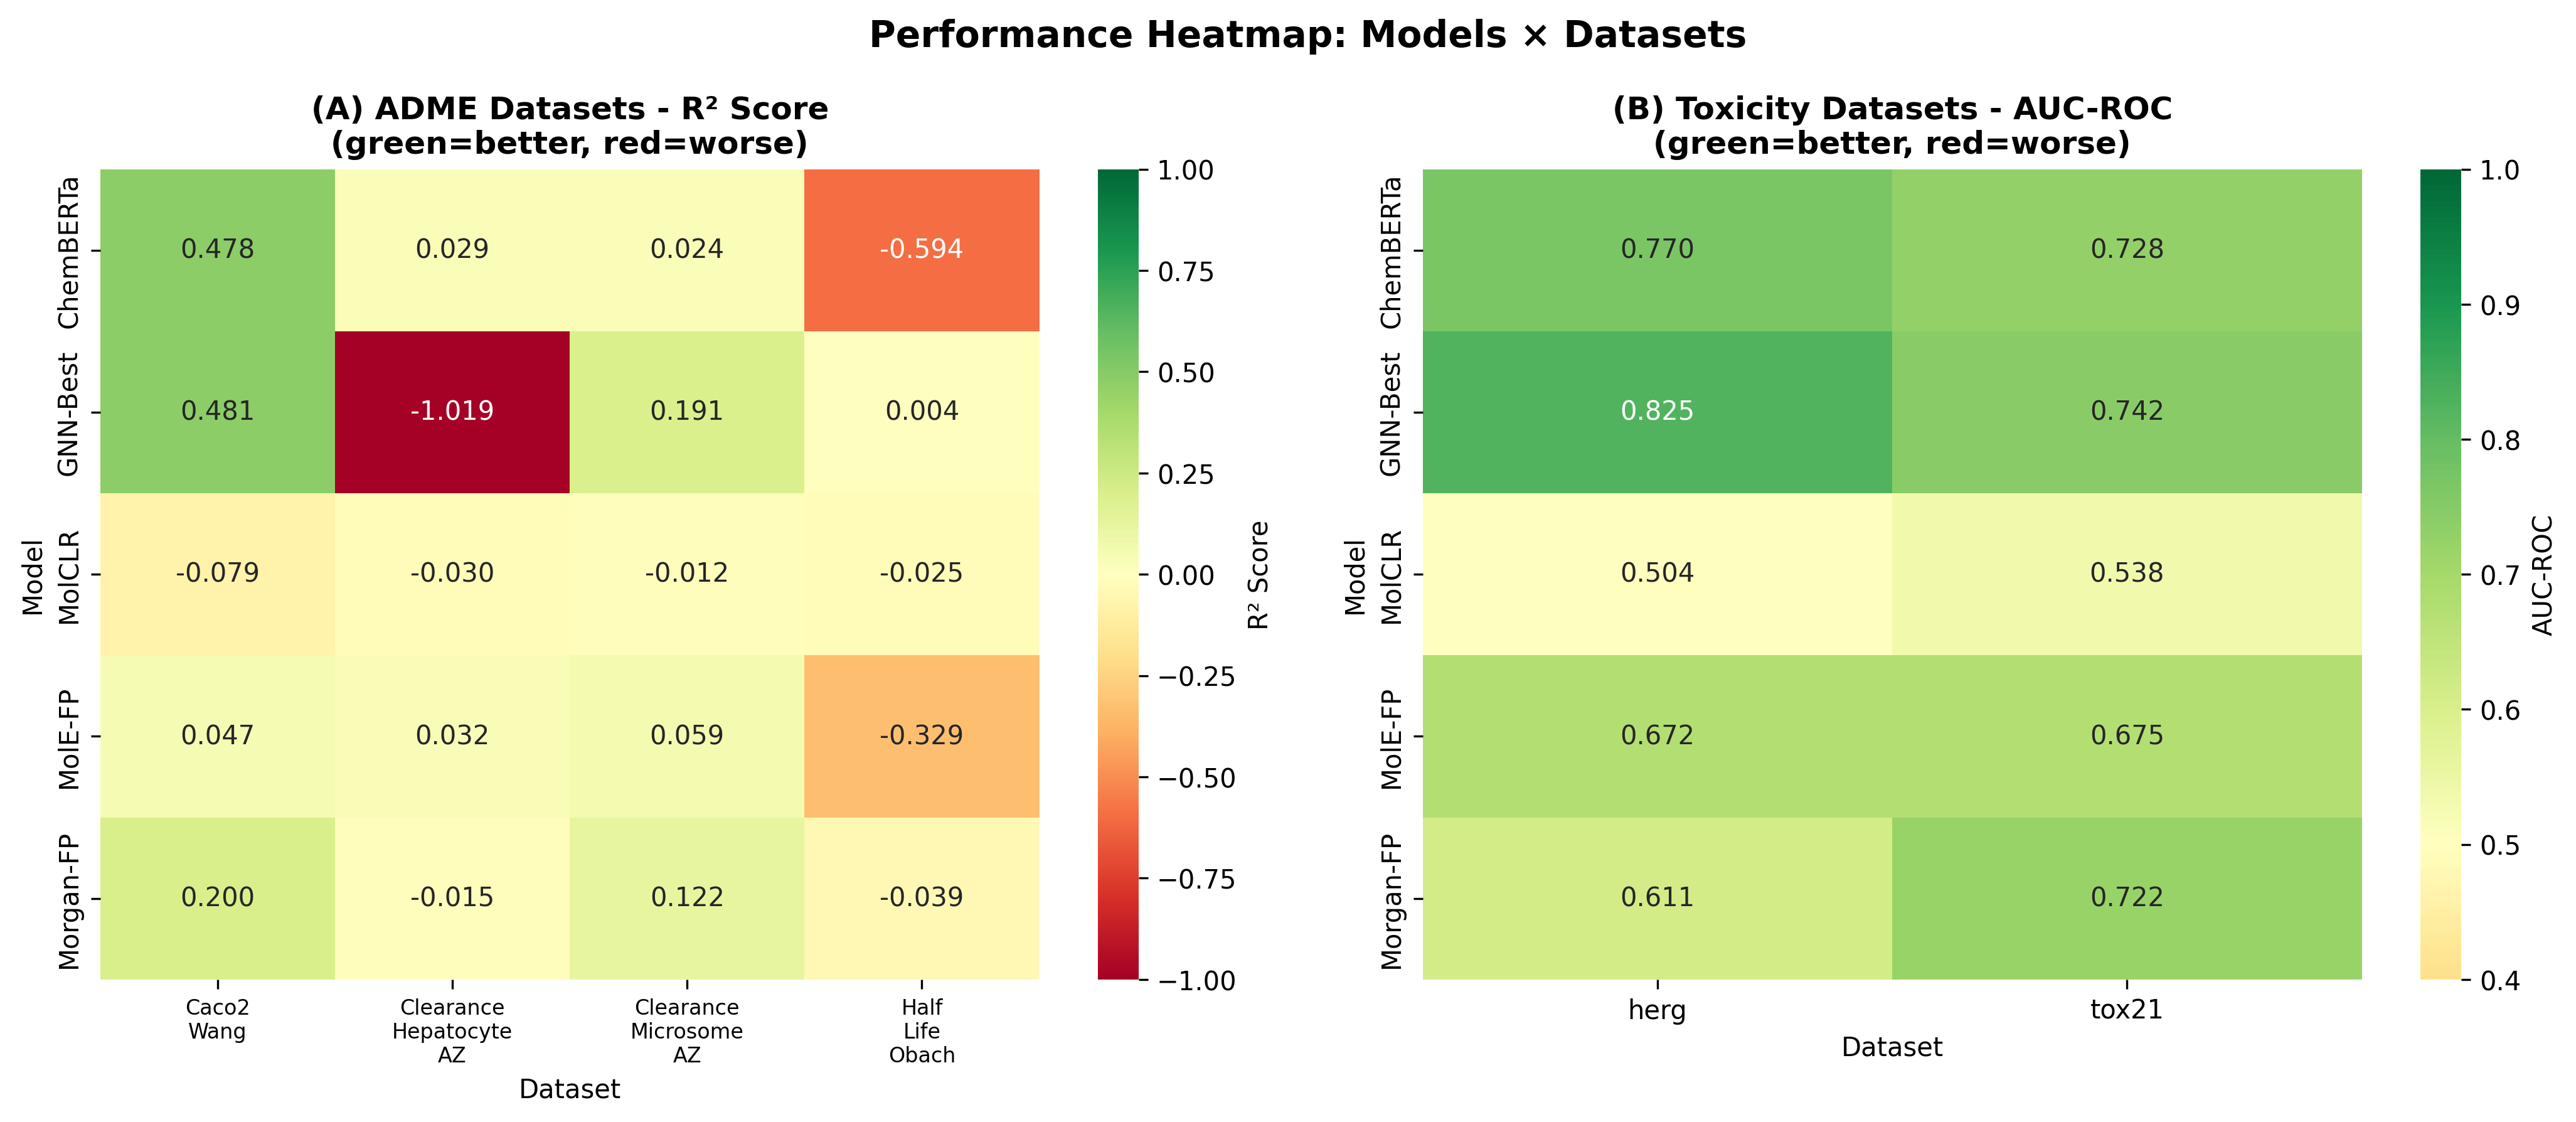 Performance Heatmap: Models × Datasets
(A) ADME Datasets - R² Score
(green=better, red=worse)
Model
ChemBERTa
GNN-Best
MolCLR
MolE-FP
Morgan-FP
0.478 0.029 0.024 -0.594
0.481 -1.019 0.191 0.004
-0.079 -0.030 -0.012 -0.025
0.047 0.032 0.059 -0.329
0.200 -0.015 0.122 -0.039
Caco2
Wang
Clearance
Hepatocyte
AZ
Clearance
Microsome
AZ
Half
Life
Obach
Dataset
1.00
0.75
0.50
0.25
0.00
−0.25
−0.50
−0.75
−1.00
R² Score
(B) Toxicity Datasets - AUC-ROC
(green=better, red=worse)
Model
ChemBERTa
GNN-Best
MolCLR
MolE-FP
Morgan-FP
0.770 0.728
0.825 0.742
0.504 0.538
0.672 0.675
0.611 0.722
herg tox21
Dataset
1.0
0.9
0.8
0.7
0.6
0.5
0.4
AUC-ROC